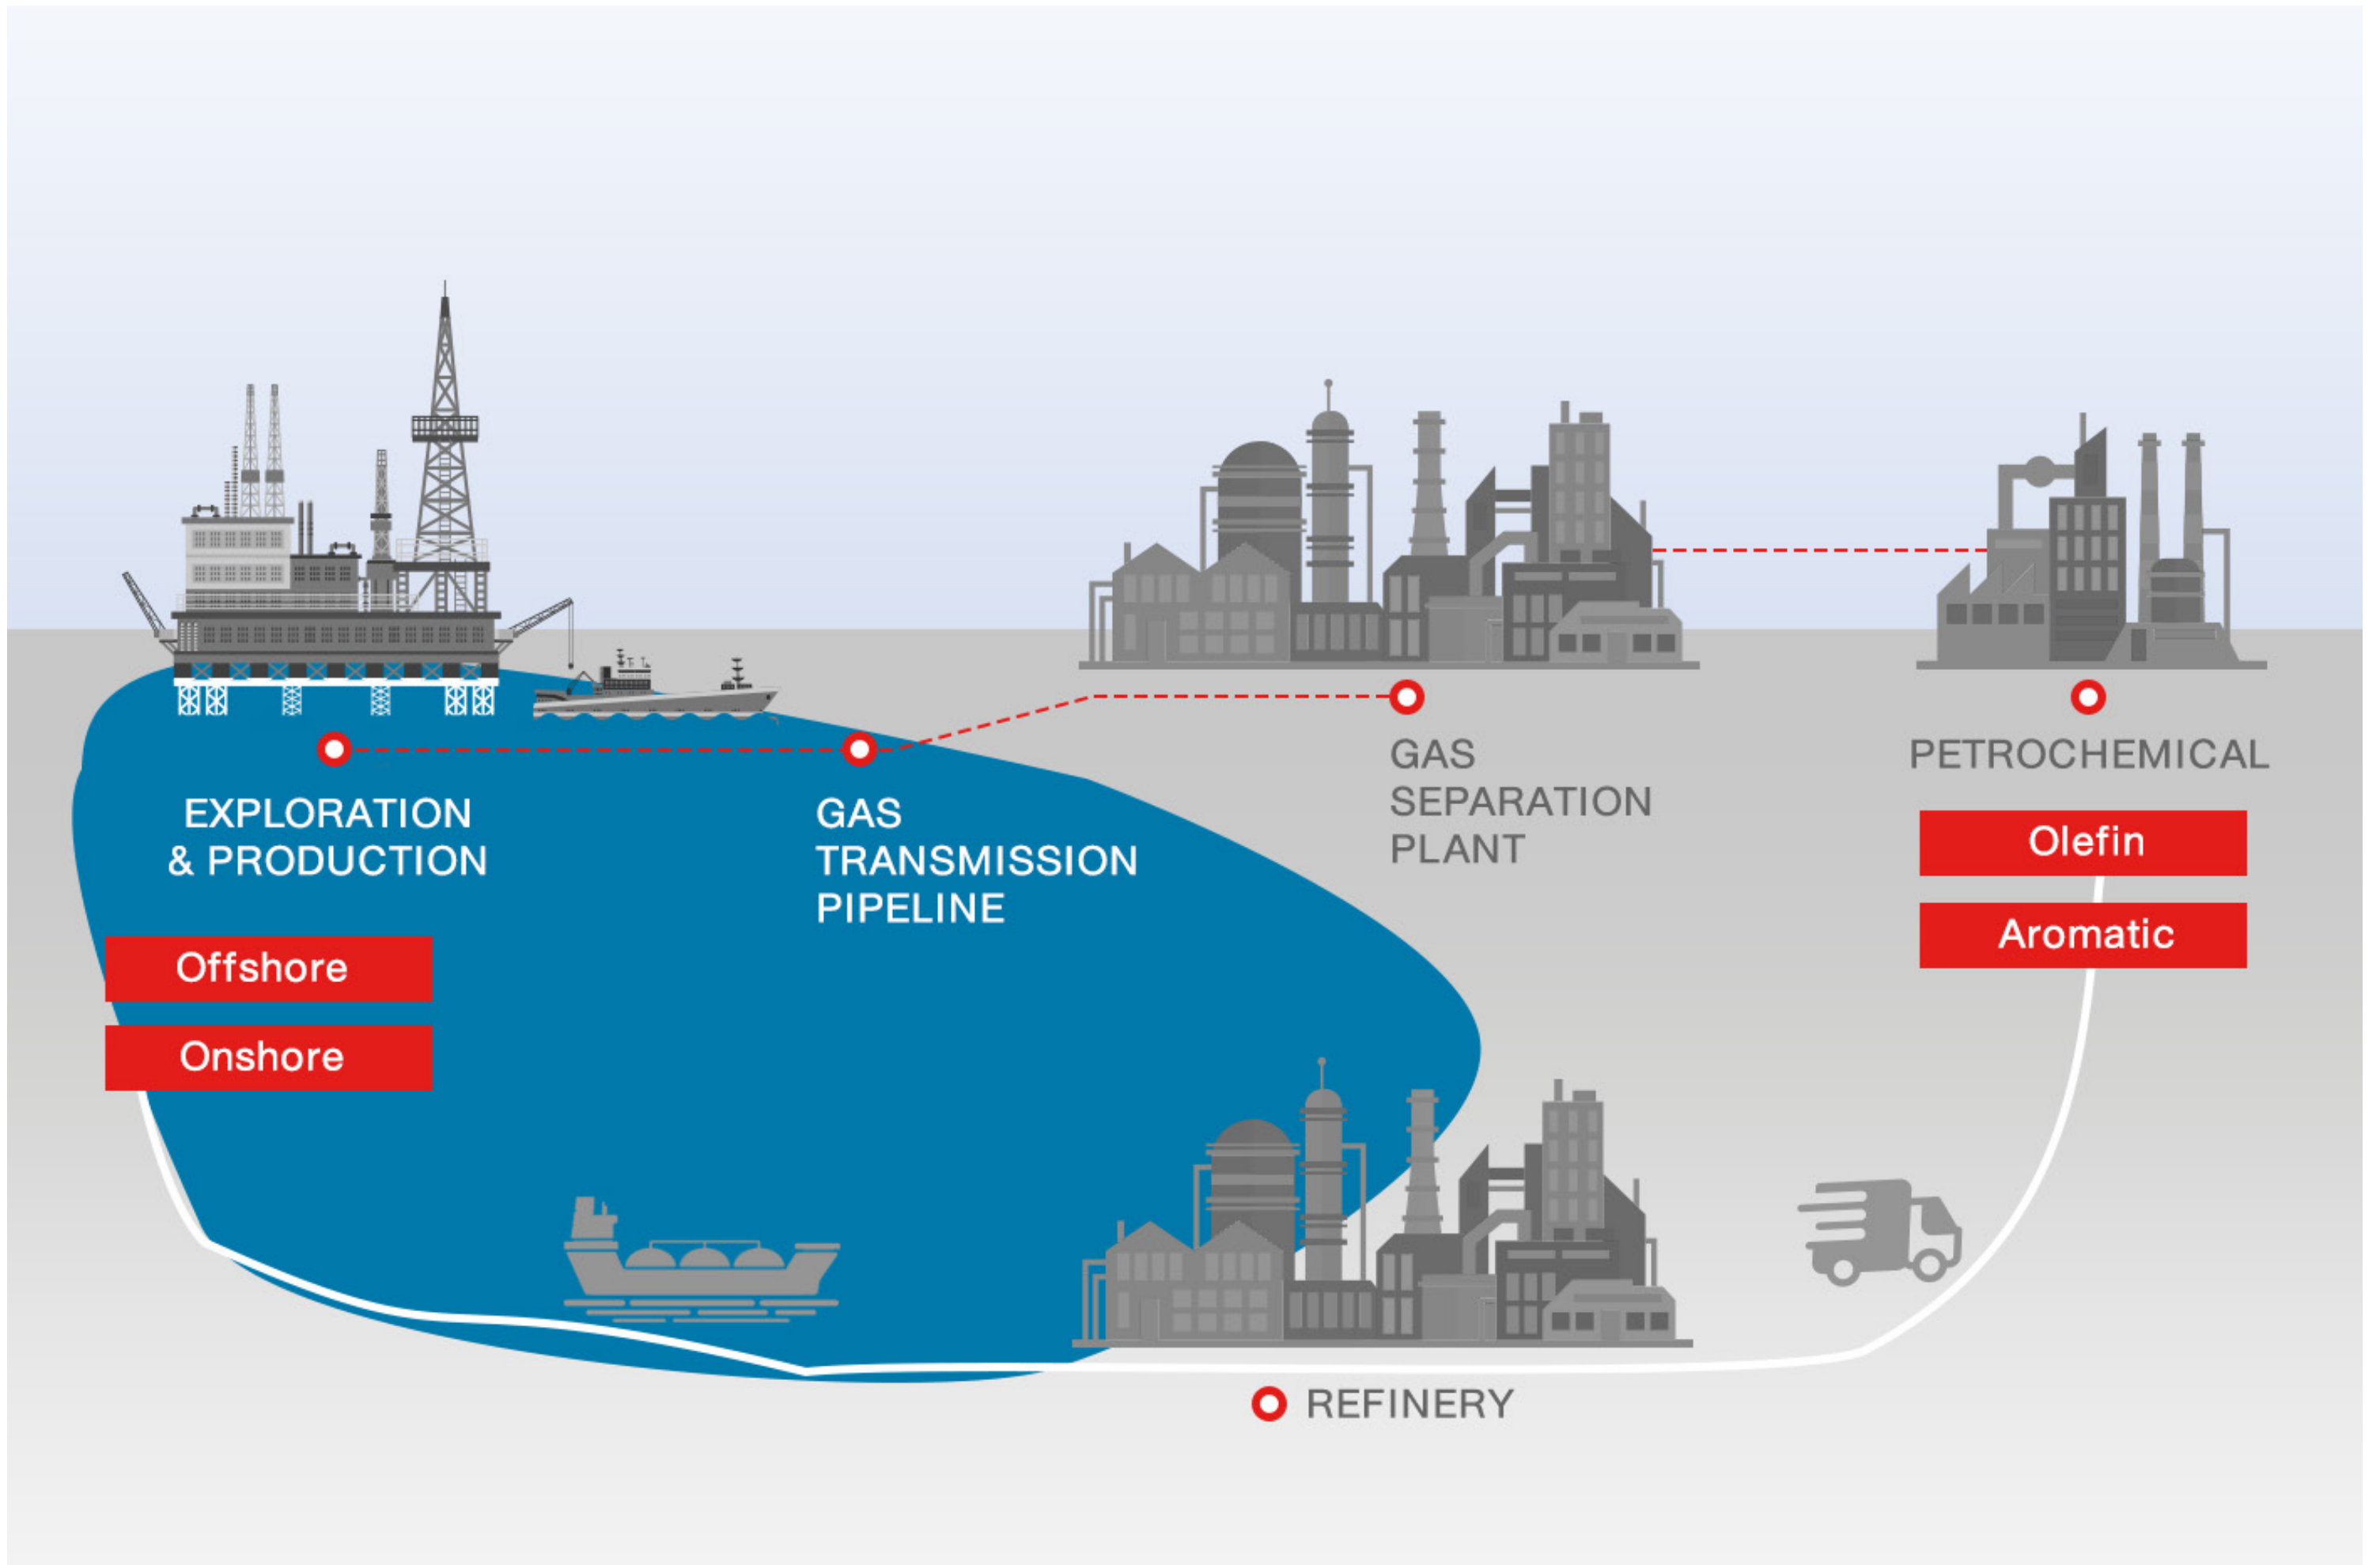 EXPLORATION
& PRODUCTION
Offshore
Onshore
GAS
TRANSMISSION
PIPELINE
GAS
SEPARATION
PLANT
PETROCHEMICAL
Olefin
Aromatic
REFINERY